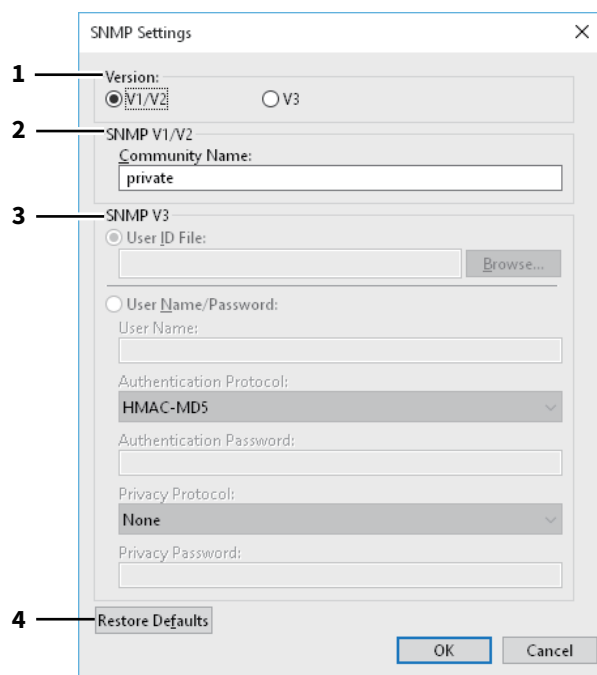 SNMP Settings
1
Version:
V1/V2 V3
2
SNMP V1/V2
Community Name:
private
3
SNMP V3
User ID File:
Browse...
User Name/Password:
User Name:
Authentication Protocol:
HMAC-MD5
Authentication Password:
Privacy Protocol:
None
Privacy Password:
4
Restore Defaults
OK Cancel